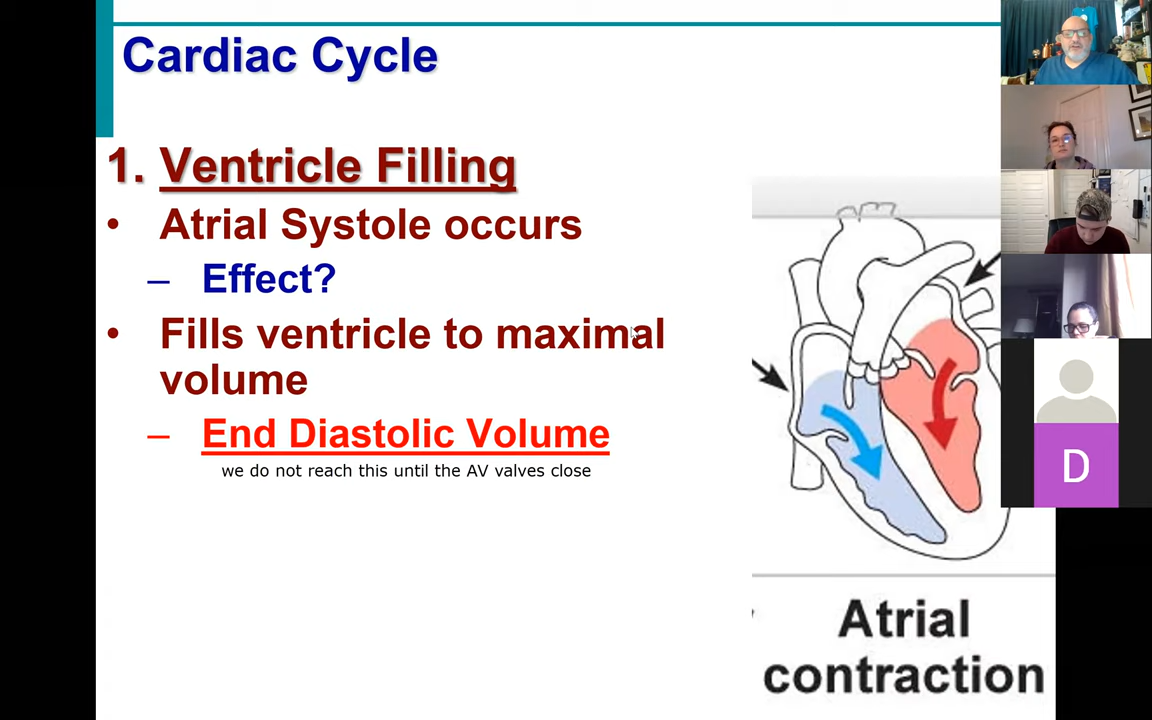 Cardiac Cycle
1. Ventricle Filling
• Atrial Systole occurs
– Effect?
• Fills ventricle to maximal
volume
– End Diastolic Volume
we do not reach this until the AV valves close
Atrial
contraction
D